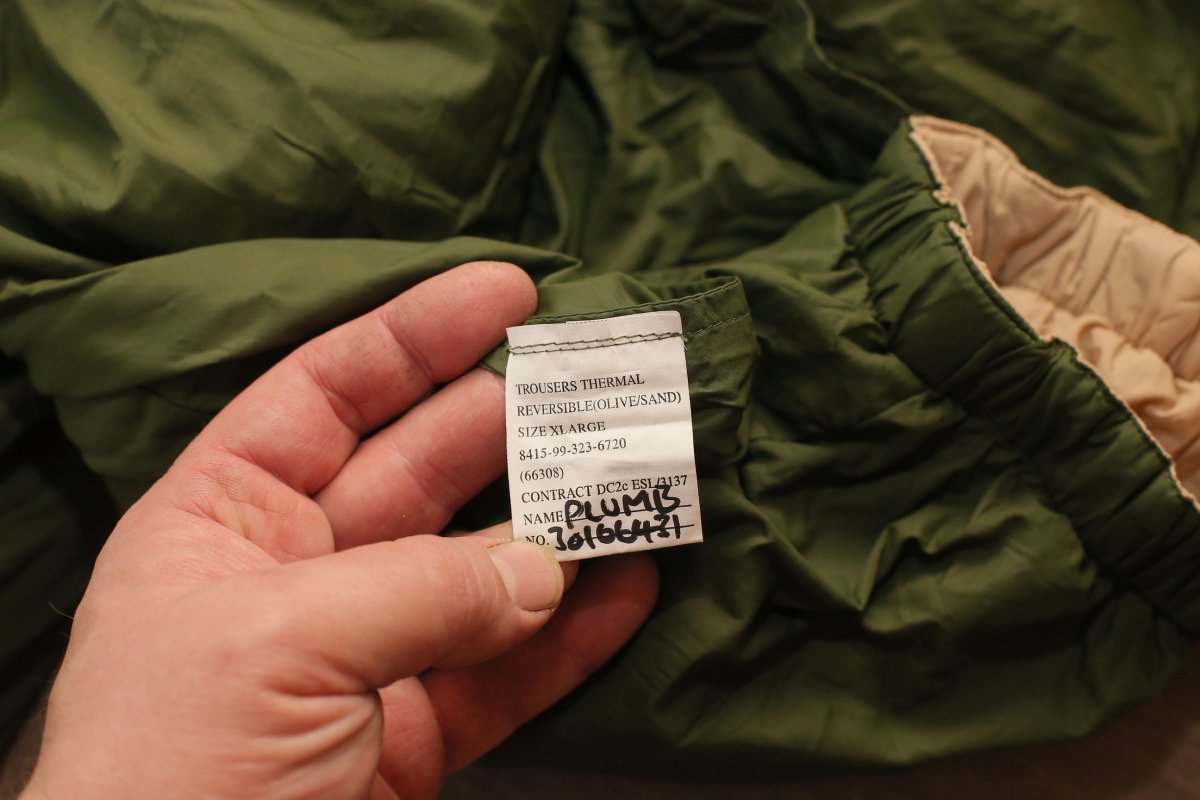 TROUSERS THERMAL
REVERSIBLE(OLIVE/SAND)
SIZE XLARGE
8415-99-323-6720
(66308)
CONTRACT DC2c ESL/3137
NAME PLUMB
NO. 30166431